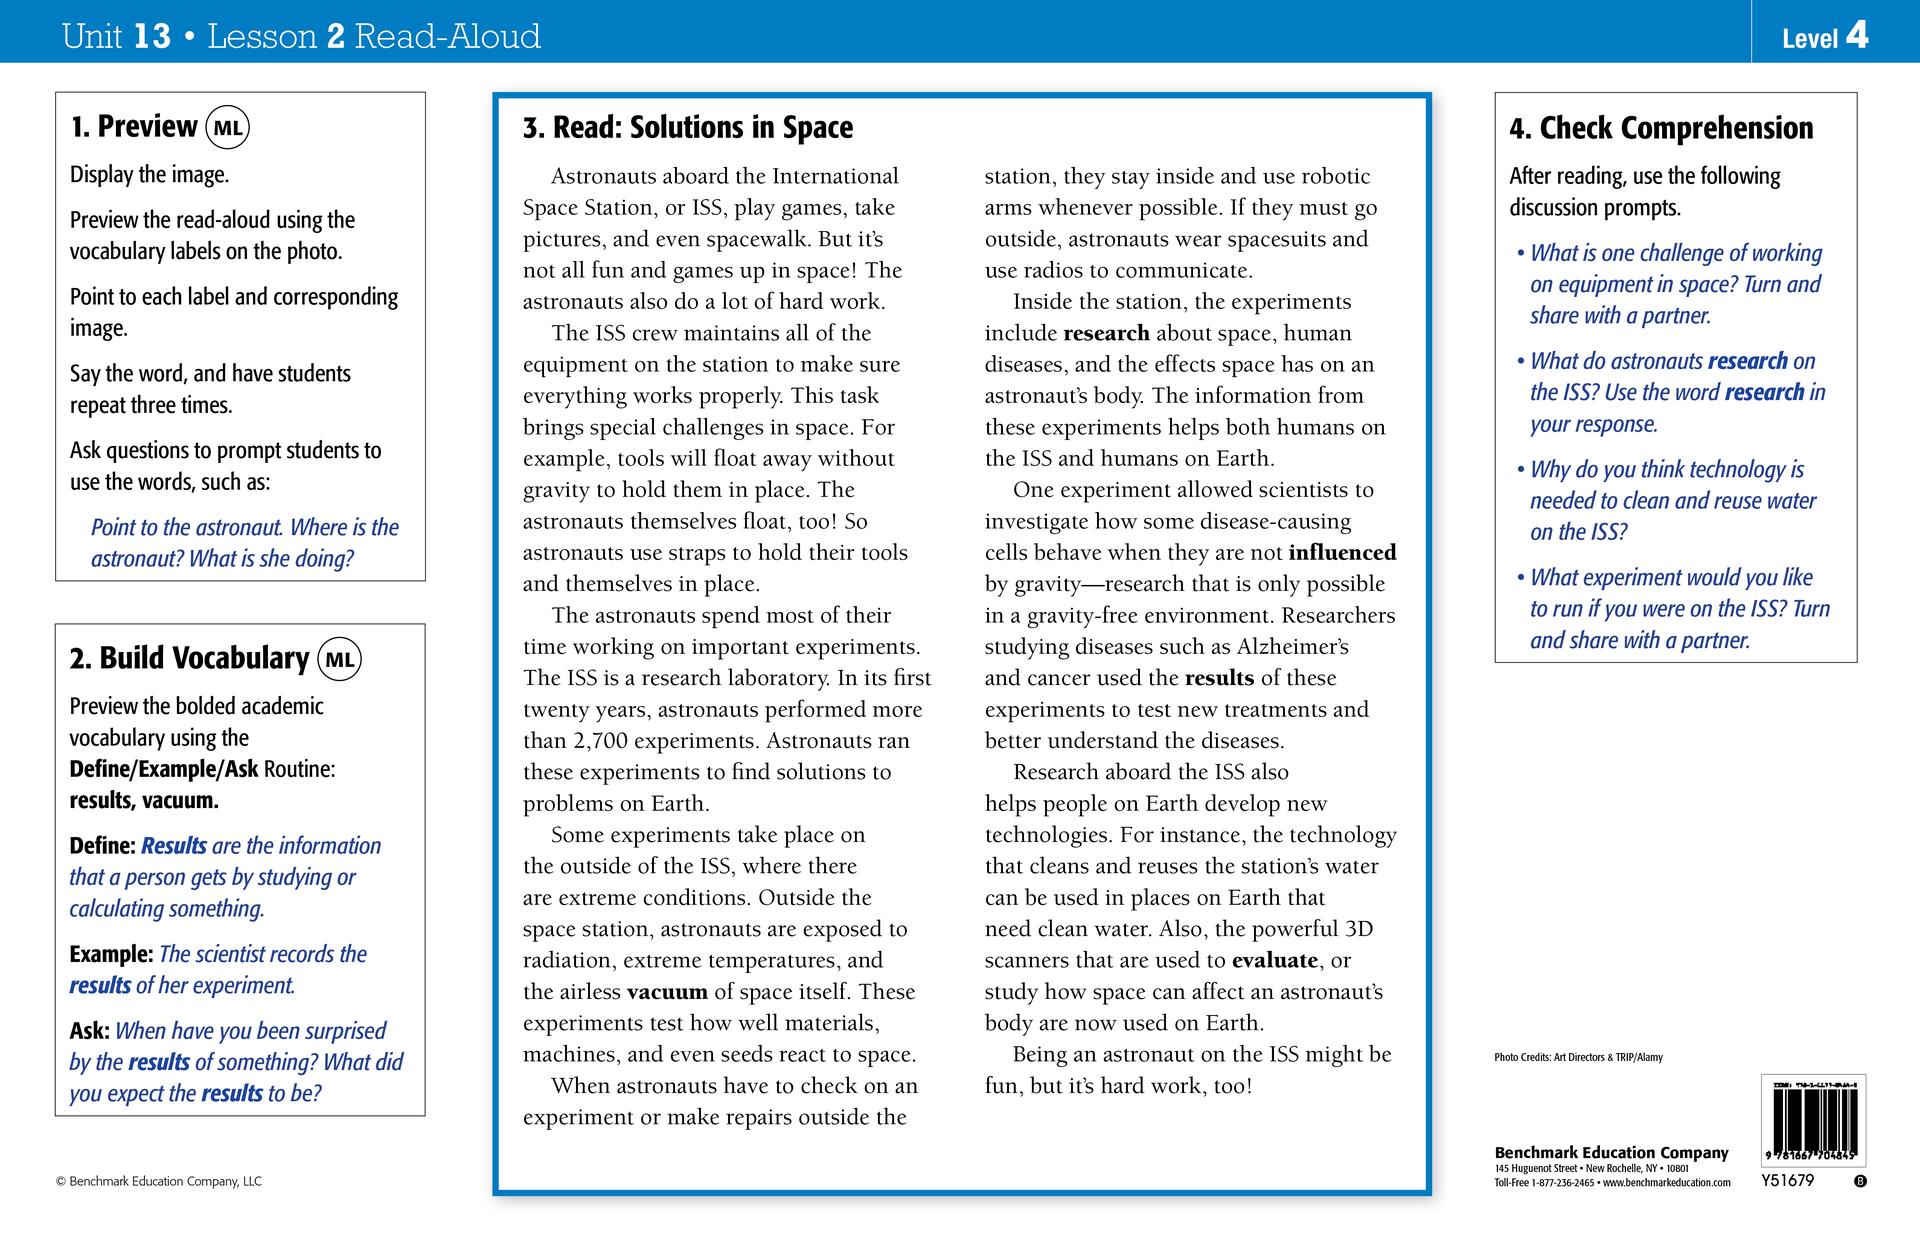 Unit 13 • Lesson 2 Read-Aloud
Level 4
1. Preview ML
Display the image.
Preview the read-aloud using the
vocabulary labels on the photo.
Point to each label and corresponding
image.
Say the word, and have students
repeat three times.
Ask questions to prompt students to
use the words, such as:
Point to the astronaut. Where is the
astronaut? What is she doing?
2. Build Vocabulary ML
Preview the bolded academic
vocabulary using the
Define/Example/Ask Routine:
results, vacuum.
Define: Results are the information
that a person gets by studying or
calculating something.
Example: The scientist records the
results of her experiment.
Ask: When have you been surprised
by the results of something? What did
you expect the results to be?
© Benchmark Education Company, LLC
3. Read: Solutions in Space
Astronauts aboard the International
Space Station, or ISS, play games, take
pictures, and even spacewalk. But it's
not all fun and games up in space! The
astronauts also do a lot of hard work.
The ISS crew maintains all of the
equipment on the station to make sure
everything works properly. This task
brings special challenges in space. For
example, tools will float away without
gravity to hold them in place. The
astronauts themselves float, too! So
astronauts use straps to hold their tools
and themselves in place.
The astronauts spend most of their
time working on important experiments.
The ISS is a research laboratory. In its first
twenty years, astronauts performed more
than 2,700 experiments. Astronauts ran
these experiments to find solutions to
problems on Earth.
Some experiments take place on
the outside of the ISS, where there
are extreme conditions. Outside the
space station, astronauts are exposed to
radiation, extreme temperatures, and
the airless vacuum of space itself. These
experiments test how well materials,
machines, and even seeds react to space.
When astronauts have to check on an
experiment or make repairs outside the
station, they stay inside and use robotic
arms whenever possible. If they must go
outside, astronauts wear spacesuits and
use radios to communicate.
Inside the station, the experiments
include research about space, human
diseases, and the effects space has on an
astronaut's body. The information from
these experiments helps both humans on
the ISS and humans on Earth.
One experiment allowed scientists to
investigate how some disease-causing
cells behave when they are not influenced
by gravity—research that is only possible
in a gravity-free environment. Researchers
studying diseases such as Alzheimer's
and cancer used the results of these
experiments to test new treatments and
better understand the diseases.
Research aboard the ISS also
helps people on Earth develop new
technologies. For instance, the technology
that cleans and reuses the station's water
can be used in places on Earth that
need clean water. Also, the powerful 3D
scanners that are used to evaluate, or
study how space can affect an astronaut's
body are now used on Earth.
Being an astronaut on the ISS might be
fun, but it's hard work, too!
4. Check Comprehension
After reading, use the following
discussion prompts.
• What is one challenge of working
on equipment in space? Turn and
share with a partner.
• What do astronauts research on
the ISS? Use the word research in
your response.
• Why do you think technology is
needed to clean and reuse water
on the ISS?
• What experiment would you like
to run if you were on the ISS? Turn
and share with a partner.
Photo Credits: Art Directors & TRIP/Alamy
Benchmark Education Company
145 Huguenot Street • New Rochelle, NY • 10801
Toll-Free 1-877-236-2465 • www.benchmarkeducation.com
9 781667 704845
Y51679
B